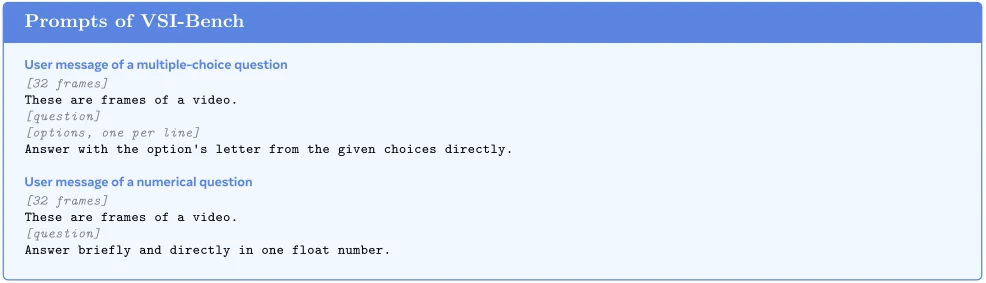 Prompts of VSI-Bench
User message of a multiple-choice question
[32 frames]
These are frames of a video.
[question]
[options, one per line]
Answer with the option's letter from the given choices directly.
User message of a numerical question
[32 frames]
These are frames of a video.
[question]
Answer briefly and directly in one float number.